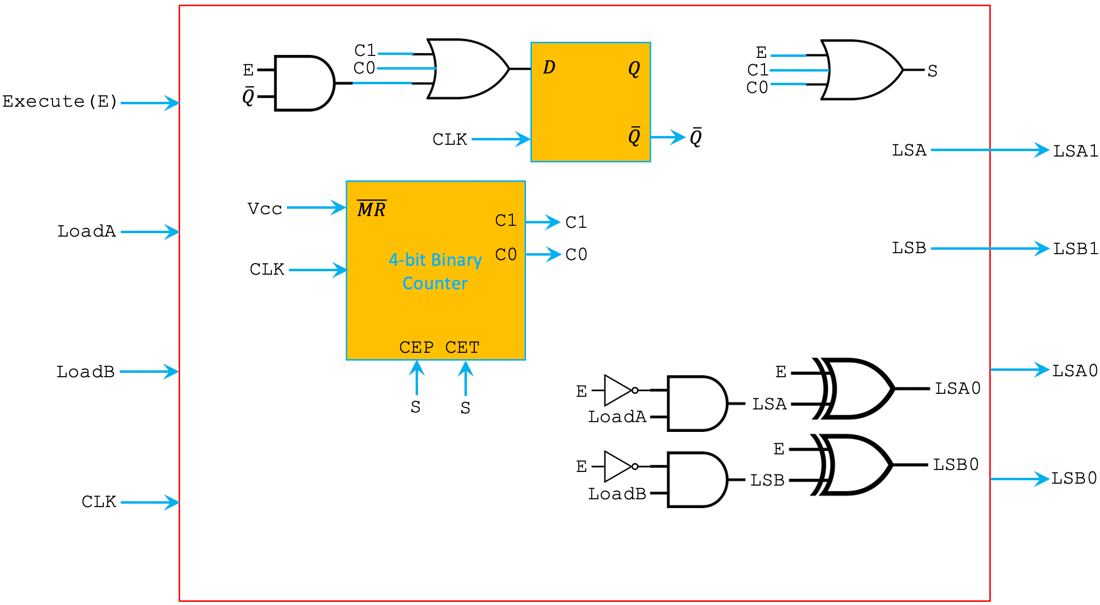 C1
C0
E
Q̅
D
Q
CLK
Q̅
Q̅
E
C1
C0
S
Execute(E)
LSA
LSA1
Vcc
M̅R̅
C1
C1
LoadA
LSB
LSB1
CLK
4-bit Binary
Counter
C0
C0
CEP
CET
S
S
LoadB
E
LoadA
LSA
E
LSA0
LSA0
E
LoadB
LSB
E
LSB0
LSB0
CLK